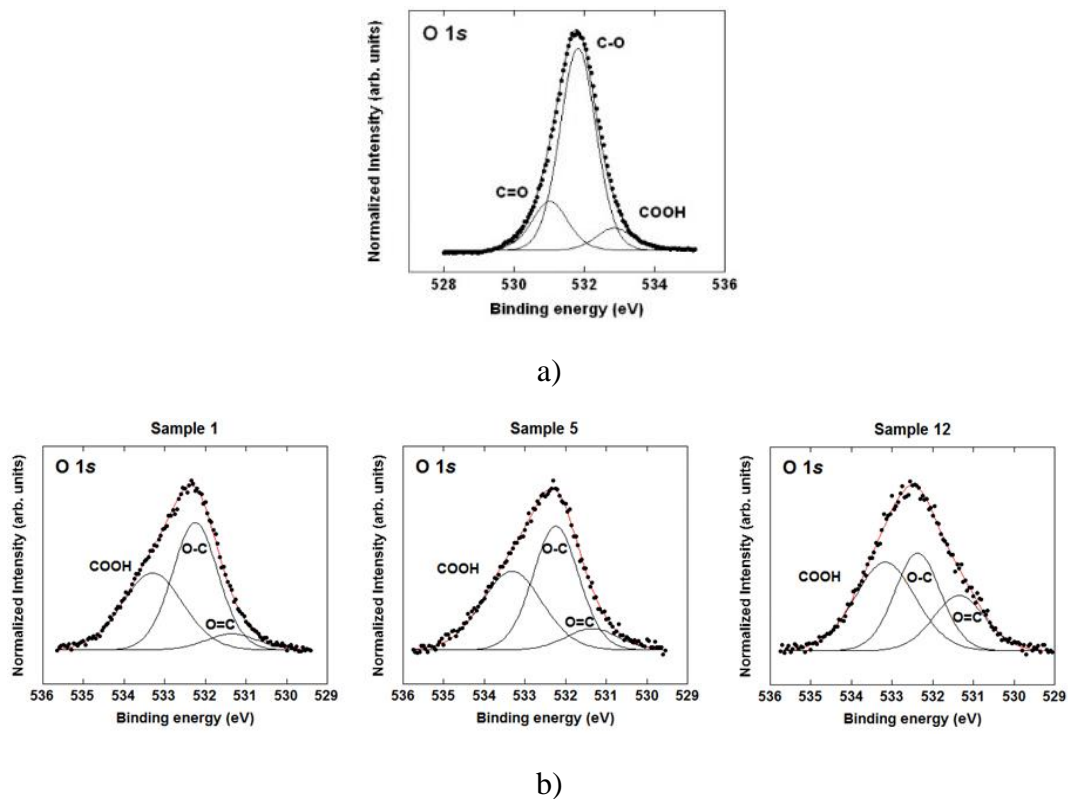 O 1s
C-O
C=O
COOH
Normalized Intensity (arb. units)
528 530 532 534 536
Binding energy (eV)
a)
Sample 1
O 1s
COOH
O-C
O=C
Normalized Intensity (arb. units)
536 535 534 533 532 531 530 529
Binding energy (eV)
Sample 5
O 1s
COOH
O-C
O=C
Normalized Intensity (arb. units)
536 535 534 533 532 531 530 529
Binding energy (eV)
Sample 12
O 1s
COOH
O-C
O=C
Normalized Intensity (arb. units)
536 535 534 533 532 531 530 529
Binding energy (eV)
b)